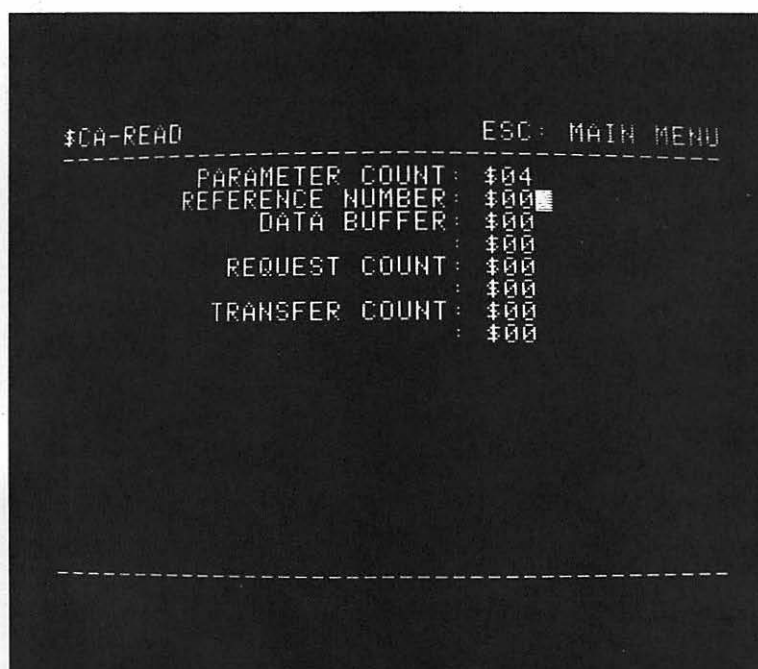 $CA-READ ESC: MAIN MENU
--------------------------------------------------
PARAMETER COUNT: $04
REFERENCE NUMBER: $00
DATA BUFFER: $00
: $00
REQUEST COUNT: $00
: $00
TRANSFER COUNT: $00
: $00
--------------------------------------------------